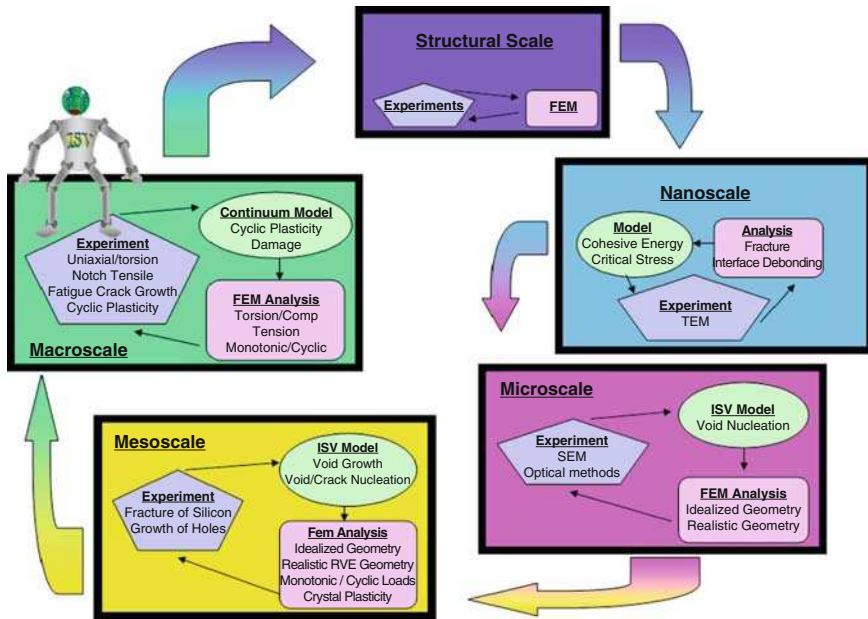 Structural Scale
Experiments
FEM
ISV
Nanoscale
Model
Cohesive Energy
Critical Stress
Analysis
Fracture
Interface Debonding
Experiment
TEM
Continuum Model
Cyclic Plasticity
Damage
Experiment
Uniaxial/torsion
Notch Tensile
Fatigue Crack Growth
Cyclic Plasticity
FEM Analysis
Torsion/Comp
Tension
Monotonic/Cyclic
Macroscale
Microscale
ISV Model
Void Nucleation
Experiment
SEM
Optical methods
FEM Analysis
Idealized Geometry
Realistic Geometry
Mesoscale
ISV Model
Void Growth
Void/Crack Nucleation
Experiment
Fracture of Silicon
Growth of Holes
Fem Analysis
Idealized Geometry
Realistic RVE Geometry
Monotonic / Cyclic Loads
Crystal Plasticity